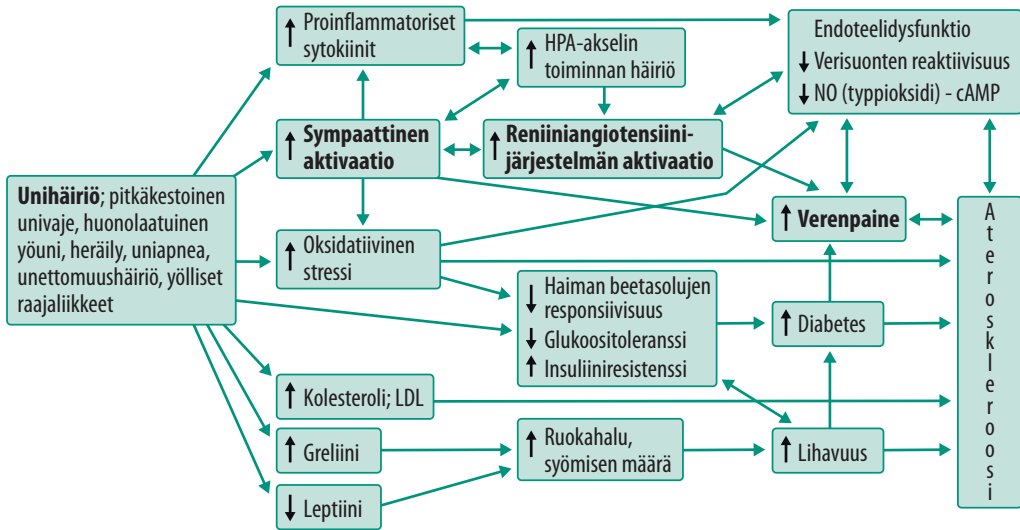 Proinflammatoriset
sytokiinit
HPA-akselin
toiminnan häiriö
Endoteelidysfunktio
Verisuonten reaktiivisuus
NO (typpioksidi) - cAMP
Sympaattinen
aktivaatio
Reniiniangiotensiini-
järjestelmän aktivaatio
Unihäiriö; pitkäkestoinen
univaje, huonolaatuinen
yöuni, heräily, uniapnea,
unettomuushäiriö, yölliset
raajaliikkeet
Verenpaine
Ateroskleroosi
Oksidatiivinen
stressi
Haiman beetasolujen
responsiivisuus
Glukoositoleranssi
Insuliiniresistenssi
Diabetes
Kolesteroli; LDL
Greliini
Ruokahalu,
syömisen määrä
Lihavuus
Leptiini